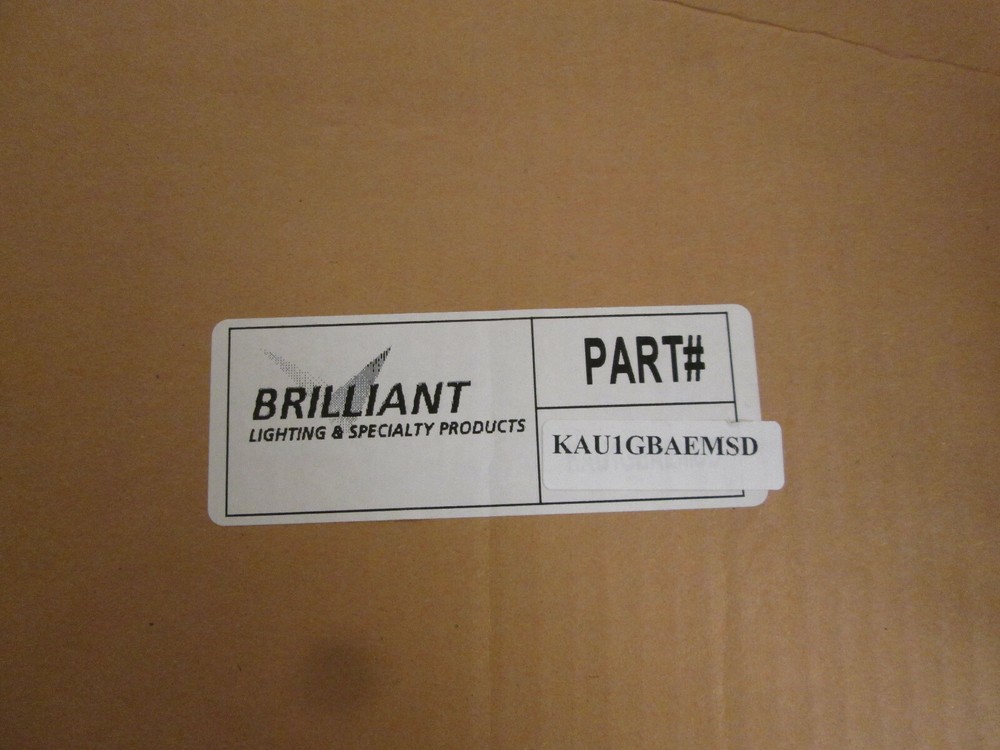 BRILLIANT
LIGHTING & SPECIALTY PRODUCTS
PART#
KAU1GBAEMSD